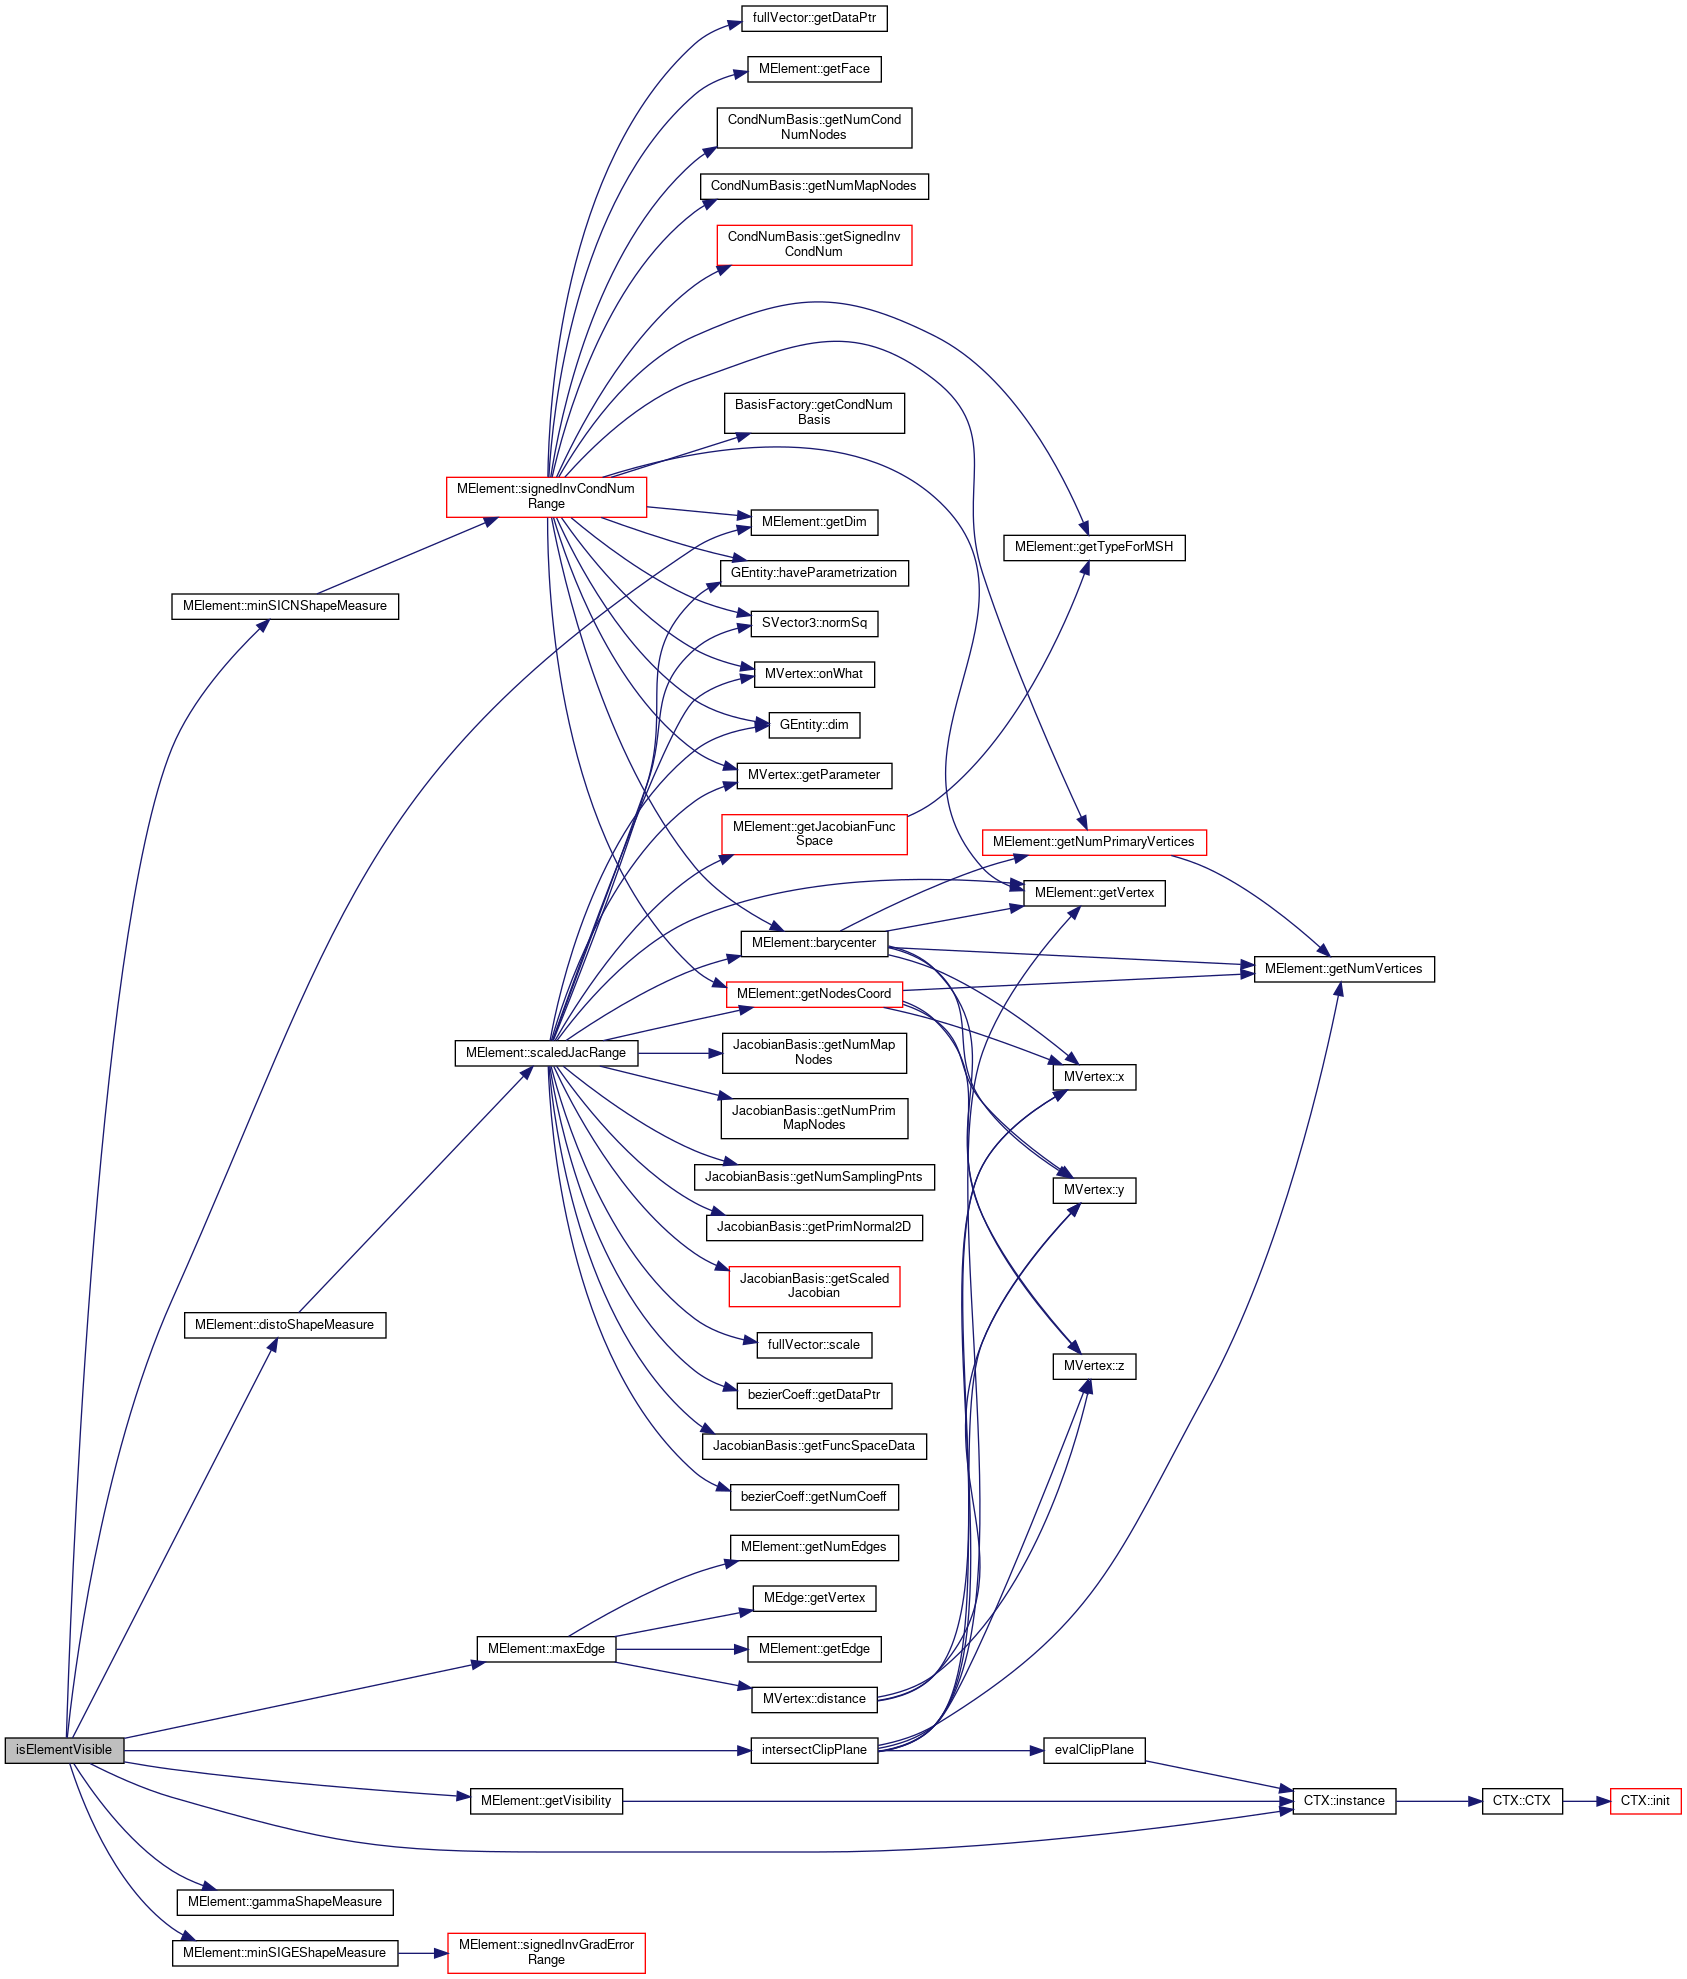 fullVector::getDataPtr
MElement::getFace
CondNumBasis::getNumCond
NumNodes
CondNumBasis::getNumMapNodes
CondNumBasis::getSignedInv
CondNum
BasisFactory::getCondNum
Basis
MElement::signedInvCondNum
Range
MElement::getDim
MElement::getTypeForMSH
GEntity::haveParametrization
MElement::minSICNShapeMeasure
SVector3::normSq
MVertex::onWhat
GEntity::dim
MVertex::getParameter
MElement::getJacobianFunc
Space
MElement::getNumPrimaryVertices
MElement::getVertex
MElement::barycenter
MElement::getNumVertices
MElement::getNodesCoord
MElement::scaledJacRange
JacobianBasis::getNumMap
Nodes
MVertex::x
JacobianBasis::getNumPrim
MapNodes
JacobianBasis::getNumSamplingPnts
MVertex::y
JacobianBasis::getPrimNormal2D
JacobianBasis::getScaled
Jacobian
MElement::distoShapeMeasure
fullVector::scale
MVertex::z
bezierCoeff::getDataPtr
JacobianBasis::getFuncSpaceData
bezierCoeff::getNumCoeff
MElement::getNumEdges
MEdge::getVertex
MElement::maxEdge
MElement::getEdge
MVertex::distance
isElementVisible
intersectClipPlane
evalClipPlane
MElement::getVisibility
CTX::instance
CTX::CTX
CTX::init
MElement::gammaShapeMeasure
MElement::minSIGEShapeMeasure
MElement::signedInvGradError
Range